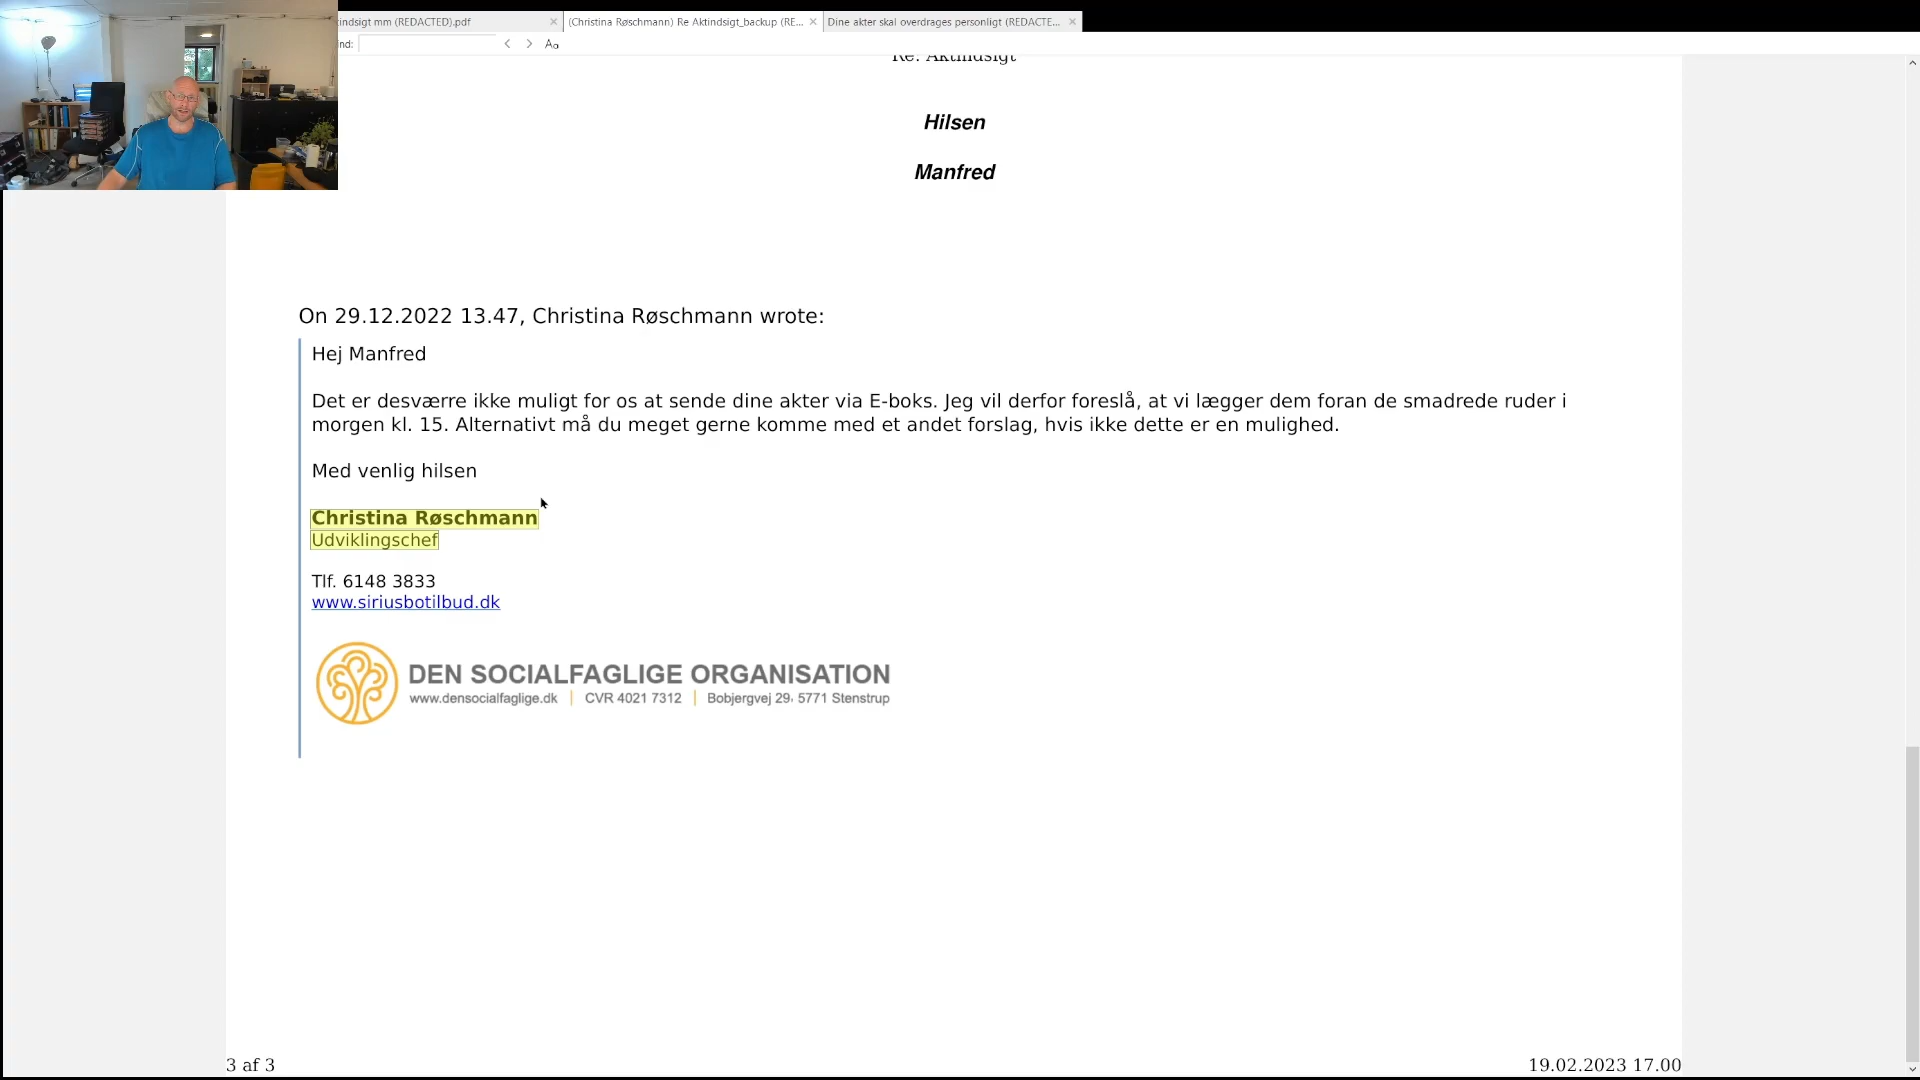 indsigt mm (REDACTED).pdf
(Christina Røschmann) Re Aktindsigt_backup (RE...
Dine akter skal overdrages personligt (REDACTE...
ind:
Re: Aktindsigt
Hilsen
Manfred
On 29.12.2022 13.47, Christina Røschmann wrote:
Hej Manfred
Det er desværre ikke muligt for os at sende dine akter via E-boks. Jeg vil derfor foreslå, at vi lægger dem foran de smadrede ruder i
morgen kl. 15. Alternativt må du meget gerne komme med et andet forslag, hvis ikke dette er en mulighed.
Med venlig hilsen
Christina Røschmann
Udviklingschef
Tlf. 6148 3833
www.siriusbotilbud.dk
DEN SOCIALFAGLIGE ORGANISATION
www.densocialfaglige.dk | CVR 4021 7312 | Bobjergvej 29, 5771 Stenstrup
3 af 3
19.02.2023 17.00